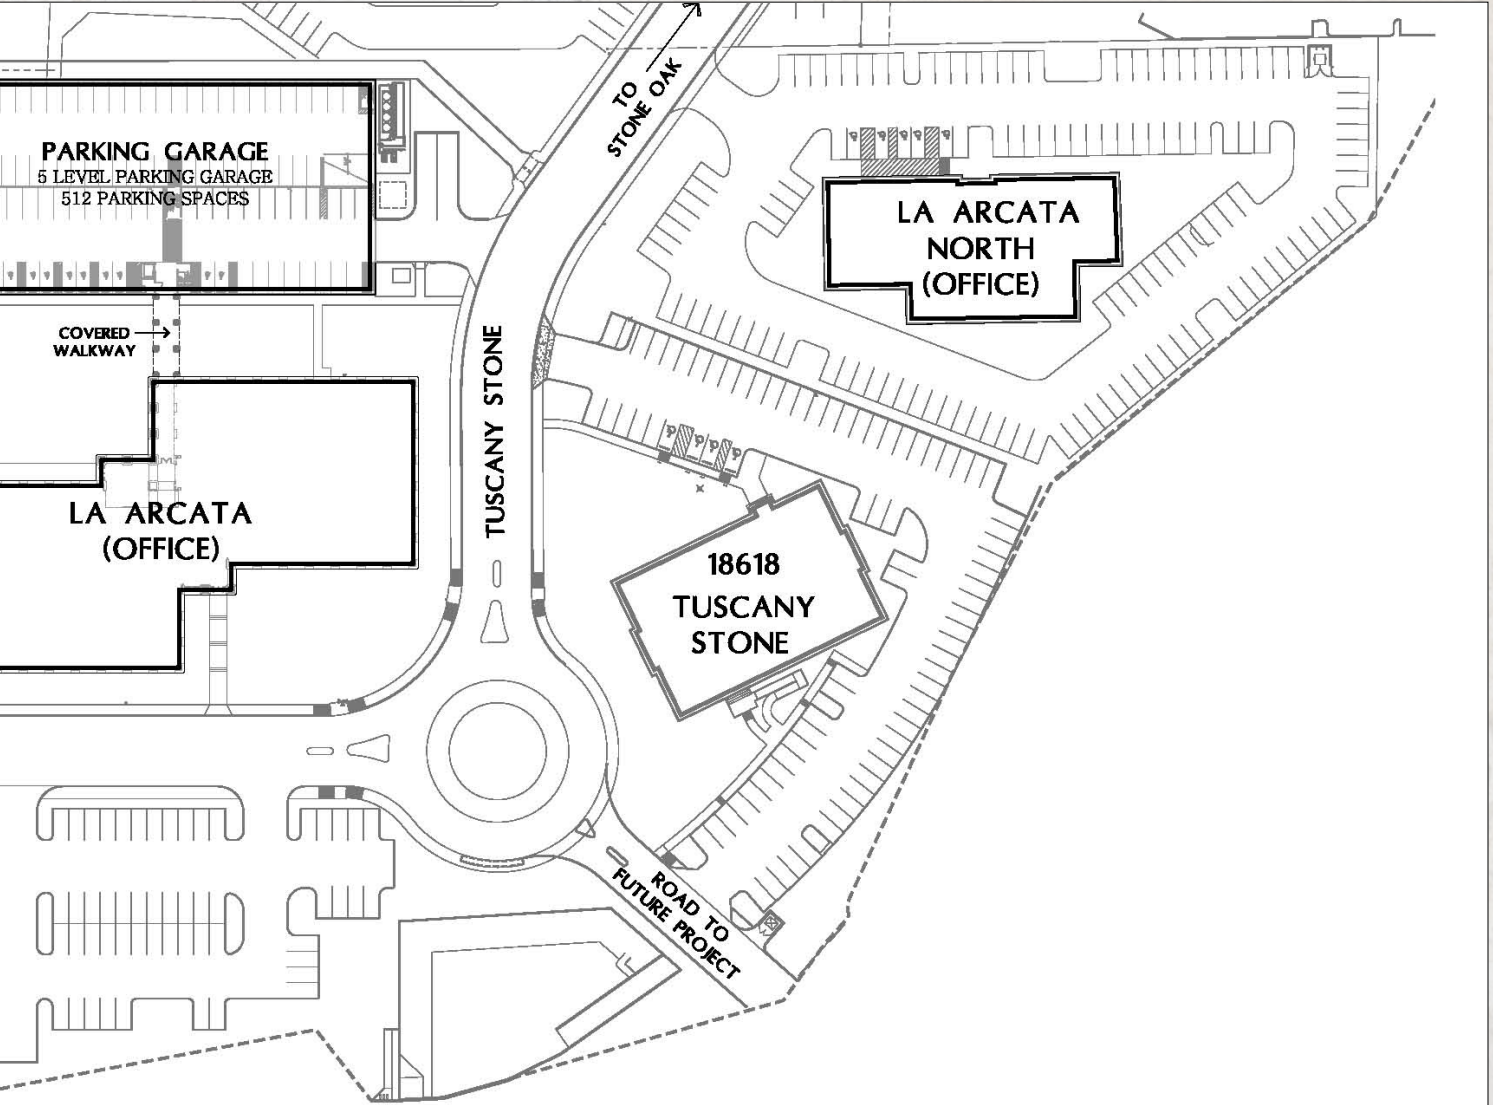 TO
STONE OAK
PARKING GARAGE
5 LEVEL PARKING GARAGE
512 PARKING SPACES
LA ARCATA
NORTH
(OFFICE)
COVERED
WALKWAY
TUSCANY STONE
LA ARCATA
(OFFICE)
18618
TUSCANY
STONE
ROAD TO
FUTURE PROJECT